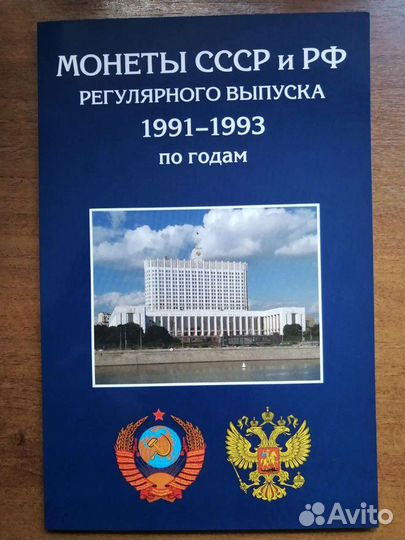 МОНЕТЫ СССР и РФ
РЕГУЛЯРНОГО ВЫПУСКА
1991–1993
по годам
Avito